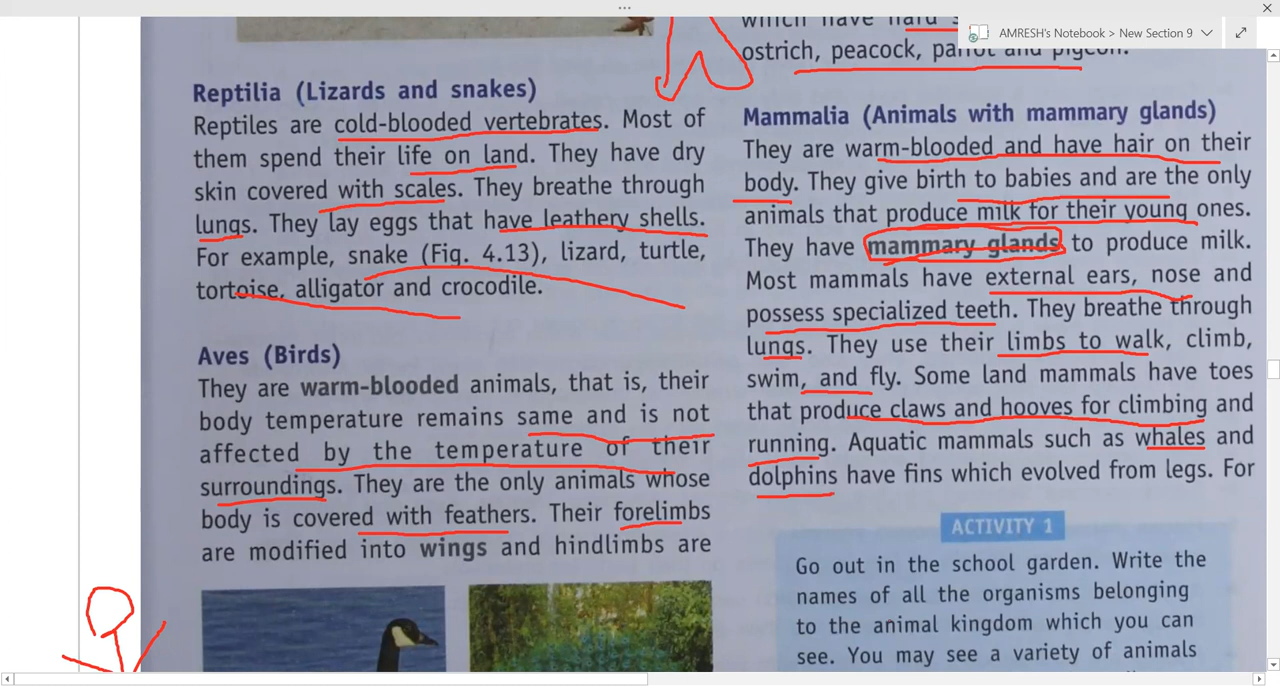 AMRESH's Notebook > New Section 9
Reptilia (Lizards and snakes)
Reptiles are cold-blooded vertebrates. Most of
them spend their life on land. They have dry
skin covered with scales. They breathe through
lungs. They lay eggs that have leathery shells.
For example, snake (Fig. 4.13), lizard, turtle,
tortoise, alligator and crocodile.
Aves (Birds)
They are warm-blooded animals, that is, their
body temperature remains same and is not
affected by the temperature of their
surroundings. They are the only animals whose
body is covered with feathers. Their forelimbs
are modified into wings and hindlimbs are
which have hard
ostrich, peacock, parrot and pigeon.
Mammalia (Animals with mammary glands)
They are warm-blooded and have hair on their
body. They give birth to babies and are the only
animals that produce milk for their young ones.
They have mammary glands to produce milk.
Most mammals have external ears, nose and
possess specialized teeth. They breathe through
lungs. They use their limbs to walk, climb,
swim, and fly. Some land mammals have toes
that produce claws and hooves for climbing and
running. Aquatic mammals such as whales and
dolphins have fins which evolved from legs. For
ACTIVITY 1
Go out in the school garden. Write the
names of all the organisms belonging
to the animal kingdom which you can
see. You may see a variety of animals